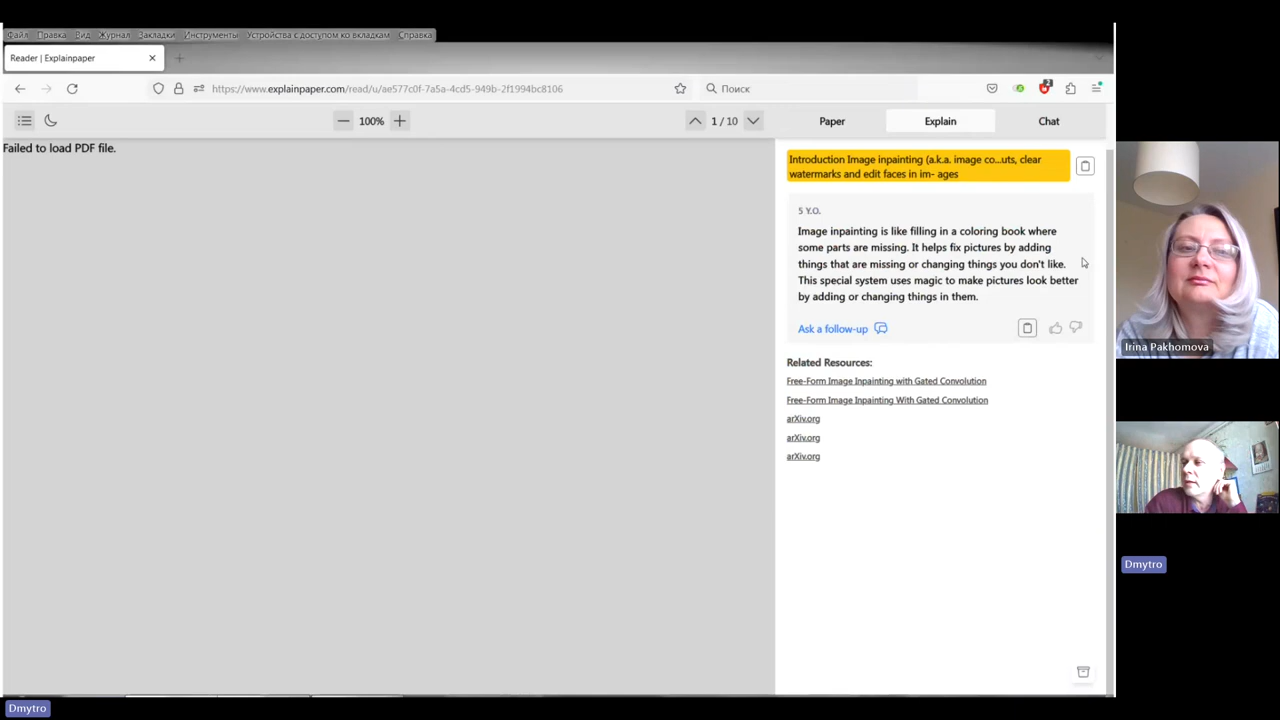 Файл Правка Вид Журнал Закладки Инструменты Устройства с доступом ко вкладкам Справка
Reader | Explainpaper
https://www.explainpaper.com/read/u/ae577c0f-7a5a-4cd5-949b-2f1994bc8106
Поиск
2
100%
1 / 10
Paper Explain Chat
Failed to load PDF file.
Introduction Image inpainting (a.k.a. image co...uts, clear
watermarks and edit faces in im- ages
5 Y.O.
Image inpainting is like filling in a coloring book where
some parts are missing. It helps fix pictures by adding
things that are missing or changing things you don't like.
This special system uses magic to make pictures look better
by adding or changing things in them.
Ask a follow-up
Related Resources:
Free-Form Image Inpainting with Gated Convolution
Free-Form Image Inpainting With Gated Convolution
arXiv.org
arXiv.org
arXiv.org
Irina Pakhomova
Dmytro
Dmytro